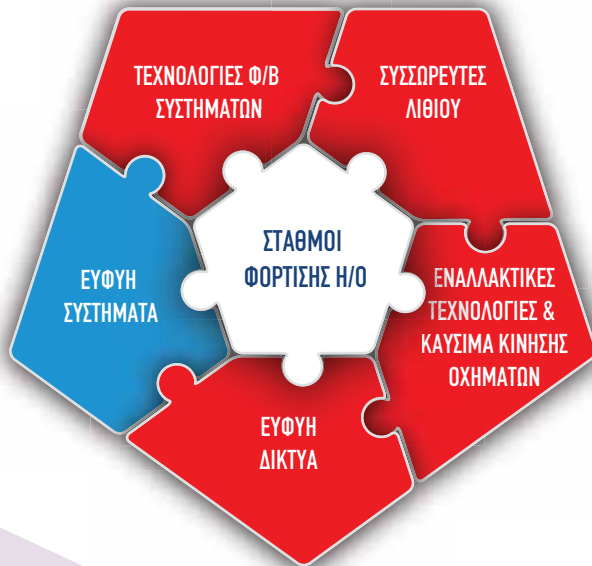 ΤΕΧΝΟΛΟΓΙΕΣ Φ/Β
ΣΥΣΤΗΜΑΤΩΝ
ΣΥΣΣΩΡΕΥΤΕΣ
ΛΙΘΙΟΥ
ΣΤΑΘΜΟΙ
ΦΟΡΤΙΣΗΣ Η/Ο
ΕΥΦΥΗ
ΣΥΣΤΗΜΑΤΑ
ΕΝΑΛΛΑΚΤΙΚΕΣ
ΤΕΧΝΟΛΟΓΙΕΣ &
ΚΑΥΣΙΜΑ ΚΙΝΗΣΗΣ
ΟΧΗΜΑΤΩΝ
ΕΥΦΥΗ
ΔΙΚΤΥΑ